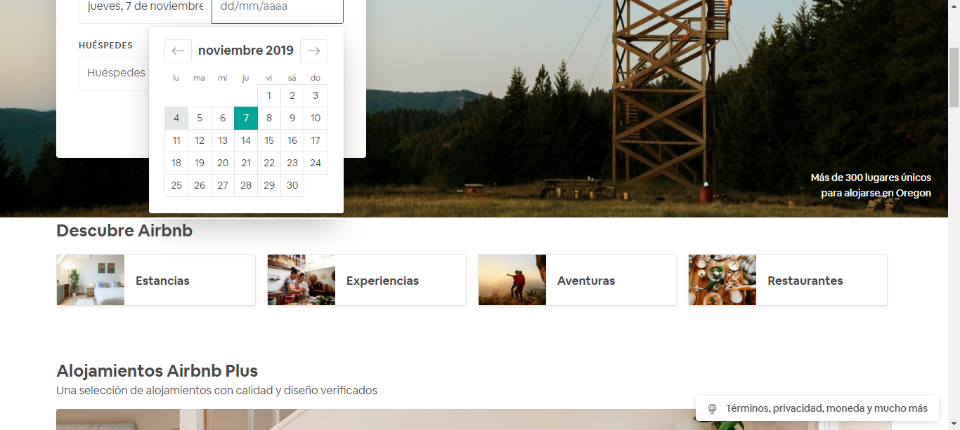 jueves, 7 de noviembre
dd/mm/aaaa
HUÉSPEDES
Huéspedes
noviembre 2019
lu ma mi ju vi sá do
1 2 3
4 5 6 7 8 9 10
11 12 13 14 15 16 17
18 19 20 21 22 23 24
25 26 27 28 29 30
Más de 300 lugares únicos
para alojarse en Oregon
Descubre Airbnb
Estancias
Experiencias
Aventuras
Restaurantes
Alojamientos Airbnb Plus
Una selección de alojamientos con calidad y diseño verificados
Términos, privacidad, moneda y mucho más